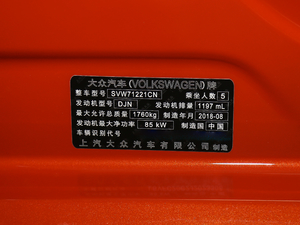 大众汽车(VOLKSWAGEN)牌
整车型号 SVW71221CN 乘坐人数 5
发动机型号 DJN 发动机排量 1197 mL
最大允许总质量 1760kg 制造年月 2018-08
发动机最大净功率 85 kW 制造国 中国
车辆识别代号
上汽大众汽车有限公司 制造